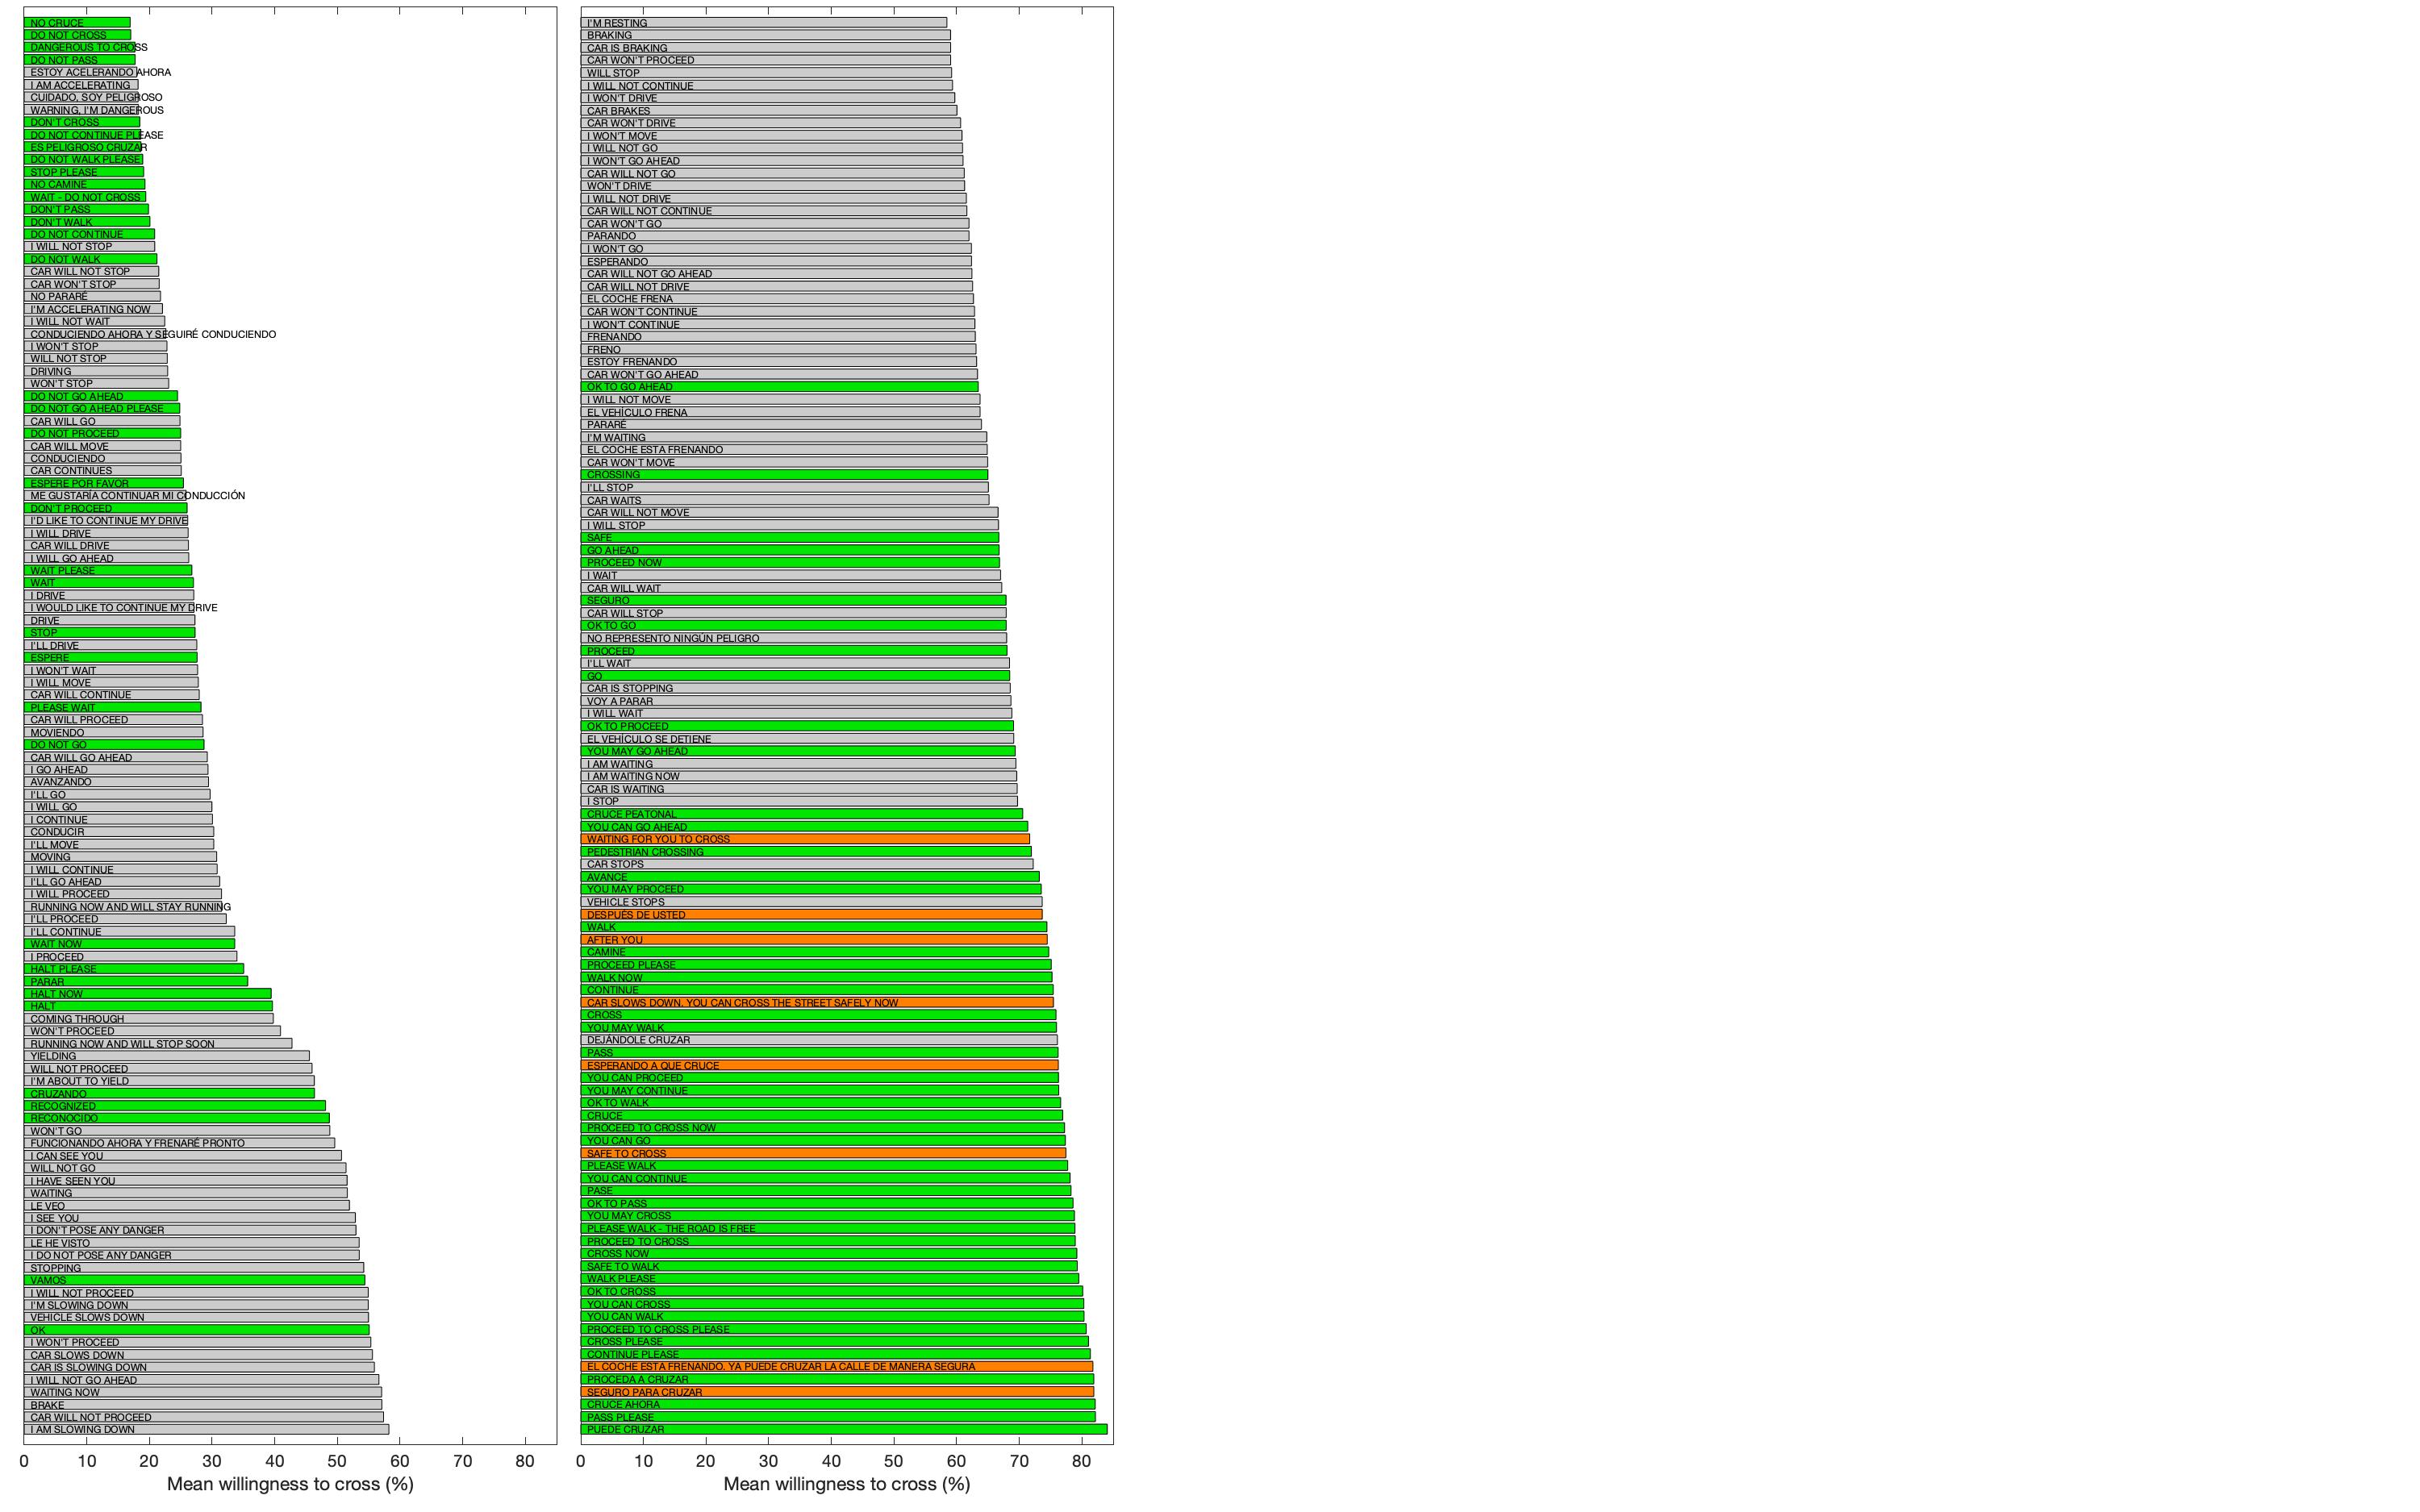 NO CRUCE
DO NOT CROSS
DANGEROUS TO CROSS
DO NOT PASS
ESTOY ACELERANDO AHORA
I AM ACCELERATING
CUIDADO, SOY PELIGROSO
WARNING, I'M DANGEROUS
DON'T CROSS
DO NOT CONTINUE PLEASE
ES PELIGROSO CRUZAR
DO NOT WALK PLEASE
STOP PLEASE
NO CAMINE
WAIT - DO NOT CROSS
DON'T PASS
DON'T WALK
DO NOT CONTINUE
I WILL NOT STOP
DO NOT WALK
CAR WILL NOT STOP
CAR WON'T STOP
NO PARARÉ
I'M ACCELERATING NOW
I WILL NOT WAIT
CONDUCIENDO AHORA Y SEGUIRÉ CONDUCIENDO
I WON'T STOP
WILL NOT STOP
DRIVING
WON'T STOP
DO NOT GO AHEAD
DO NOT GO AHEAD PLEASE
CAR WILL GO
DO NOT PROCEED
CAR WILL MOVE
CONDUCIENDO
CAR CONTINUES
ESPERE POR FAVOR
ME GUSTARÍA CONTINUAR MI CONDUCCIÓN
DON'T PROCEED
I'D LIKE TO CONTINUE MY DRIVE
I WILL DRIVE
CAR WILL DRIVE
I WILL GO AHEAD
WAIT PLEASE
WAIT
I DRIVE
I WOULD LIKE TO CONTINUE MY DRIVE
DRIVE
STOP
I'LL DRIVE
ESPERE
I WON'T WAIT
I WILL MOVE
CAR WILL CONTINUE
PLEASE WAIT
CAR WILL PROCEED
MOVIENDO
DO NOT GO
CAR WILL GO AHEAD
I GO AHEAD
AVANZANDO
I'LL GO
I WILL GO
I CONTINUE
CONDUCIR
I'LL MOVE
MOVING
I WILL CONTINUE
I'LL GO AHEAD
I WILL PROCEED
RUNNING NOW AND WILL STAY RUNNING
I'LL PROCEED
I'LL CONTINUE
WAIT NOW
I PROCEED
HALT PLEASE
PARAR
HALT NOW
HALT
COMING THROUGH
WON'T PROCEED
RUNNING NOW AND WILL STOP SOON
YIELDING
WILL NOT PROCEED
I'M ABOUT TO YIELD
CRUZANDO
RECOGNIZED
RECONOCIDO
WON'T GO
FUNCIONANDO AHORA Y FRENARÉ PRONTO
I CAN SEE YOU
WILL NOT GO
I HAVE SEEN YOU
WAITING
LE VEO
I SEE YOU
I DON'T POSE ANY DANGER
LE HE VISTO
I DO NOT POSE ANY DANGER
STOPPING
VAMOS
I WILL NOT PROCEED
I'M SLOWING DOWN
VEHICLE SLOWS DOWN
OK
I WON'T PROCEED
CAR SLOWS DOWN
CAR IS SLOWING DOWN
I WILL NOT GO AHEAD
WAITING NOW
BRAKE
CAR WILL NOT PROCEED
I AM SLOWING DOWN
0 10 20 30 40 50 60 70 80
Mean willingness to cross (%)
I'M RESTING
BRAKING
CAR IS BRAKING
CAR WON'T PROCEED
WILL STOP
I WILL NOT CONTINUE
I WON'T DRIVE
CAR BRAKES
CAR WON'T DRIVE
I WON'T MOVE
I WILL NOT GO
I WON'T GO AHEAD
CAR WILL NOT GO
WON'T DRIVE
I WILL NOT DRIVE
CAR WILL NOT CONTINUE
CAR WON'T GO
PARANDO
I WON'T GO
ESPERANDO
CAR WILL NOT GO AHEAD
CAR WILL NOT DRIVE
EL COCHE FRENA
CAR WON'T CONTINUE
I WON'T CONTINUE
FRENANDO
FRENO
ESTOY FRENANDO
CAR WON'T GO AHEAD
OK TO GO AHEAD
I WILL NOT MOVE
EL VEHÍCULO FRENA
PARARÉ
I'M WAITING
EL COCHE ESTA FRENANDO
CAR WON'T MOVE
CROSSING
I'LL STOP
CAR WAITS
CAR WILL NOT MOVE
I WILL STOP
SAFE
GO AHEAD
PROCEED NOW
I WAIT
CAR WILL WAIT
SEGURO
CAR WILL STOP
OK TO GO
NO REPRESENTO NINGÚN PELIGRO
PROCEED
I'LL WAIT
GO
CAR IS STOPPING
VOY A PARAR
I WILL WAIT
OK TO PROCEED
EL VEHÍCULO SE DETIENE
YOU MAY GO AHEAD
I AM WAITING
I AM WAITING NOW
CAR IS WAITING
I STOP
CRUCE PEATONAL
YOU CAN GO AHEAD
WAITING FOR YOU TO CROSS
PEDESTRIAN CROSSING
CAR STOPS
AVANCE
YOU MAY PROCEED
VEHICLE STOPS
DESPUÉS DE USTED
WALK
AFTER YOU
CAMINE
PROCEED PLEASE
WALK NOW
CONTINUE
CAR SLOWS DOWN. YOU CAN CROSS THE STREET SAFELY NOW
CROSS
YOU MAY WALK
DEJÁNDOLE CRUZAR
PASS
ESPERANDO A QUE CRUCE
YOU CAN PROCEED
YOU MAY CONTINUE
OK TO WALK
CRUCE
PROCEED TO CROSS NOW
YOU CAN GO
SAFE TO CROSS
PLEASE WALK
YOU CAN CONTINUE
PASE
OK TO PASS
YOU MAY CROSS
PLEASE WALK - THE ROAD IS FREE
PROCEED TO CROSS
CROSS NOW
SAFE TO WALK
WALK PLEASE
OK TO CROSS
YOU CAN CROSS
YOU CAN WALK
PROCEED TO CROSS PLEASE
CROSS PLEASE
CONTINUE PLEASE
EL COCHE ESTA FRENANDO. YA PUEDE CRUZAR LA CALLE DE MANERA SEGURA
PROCEDA A CRUZAR
SEGURO PARA CRUZAR
CRUCE AHORA
PASS PLEASE
PUEDE CRUZAR
0 10 20 30 40 50 60 70 80
Mean willingness to cross (%)